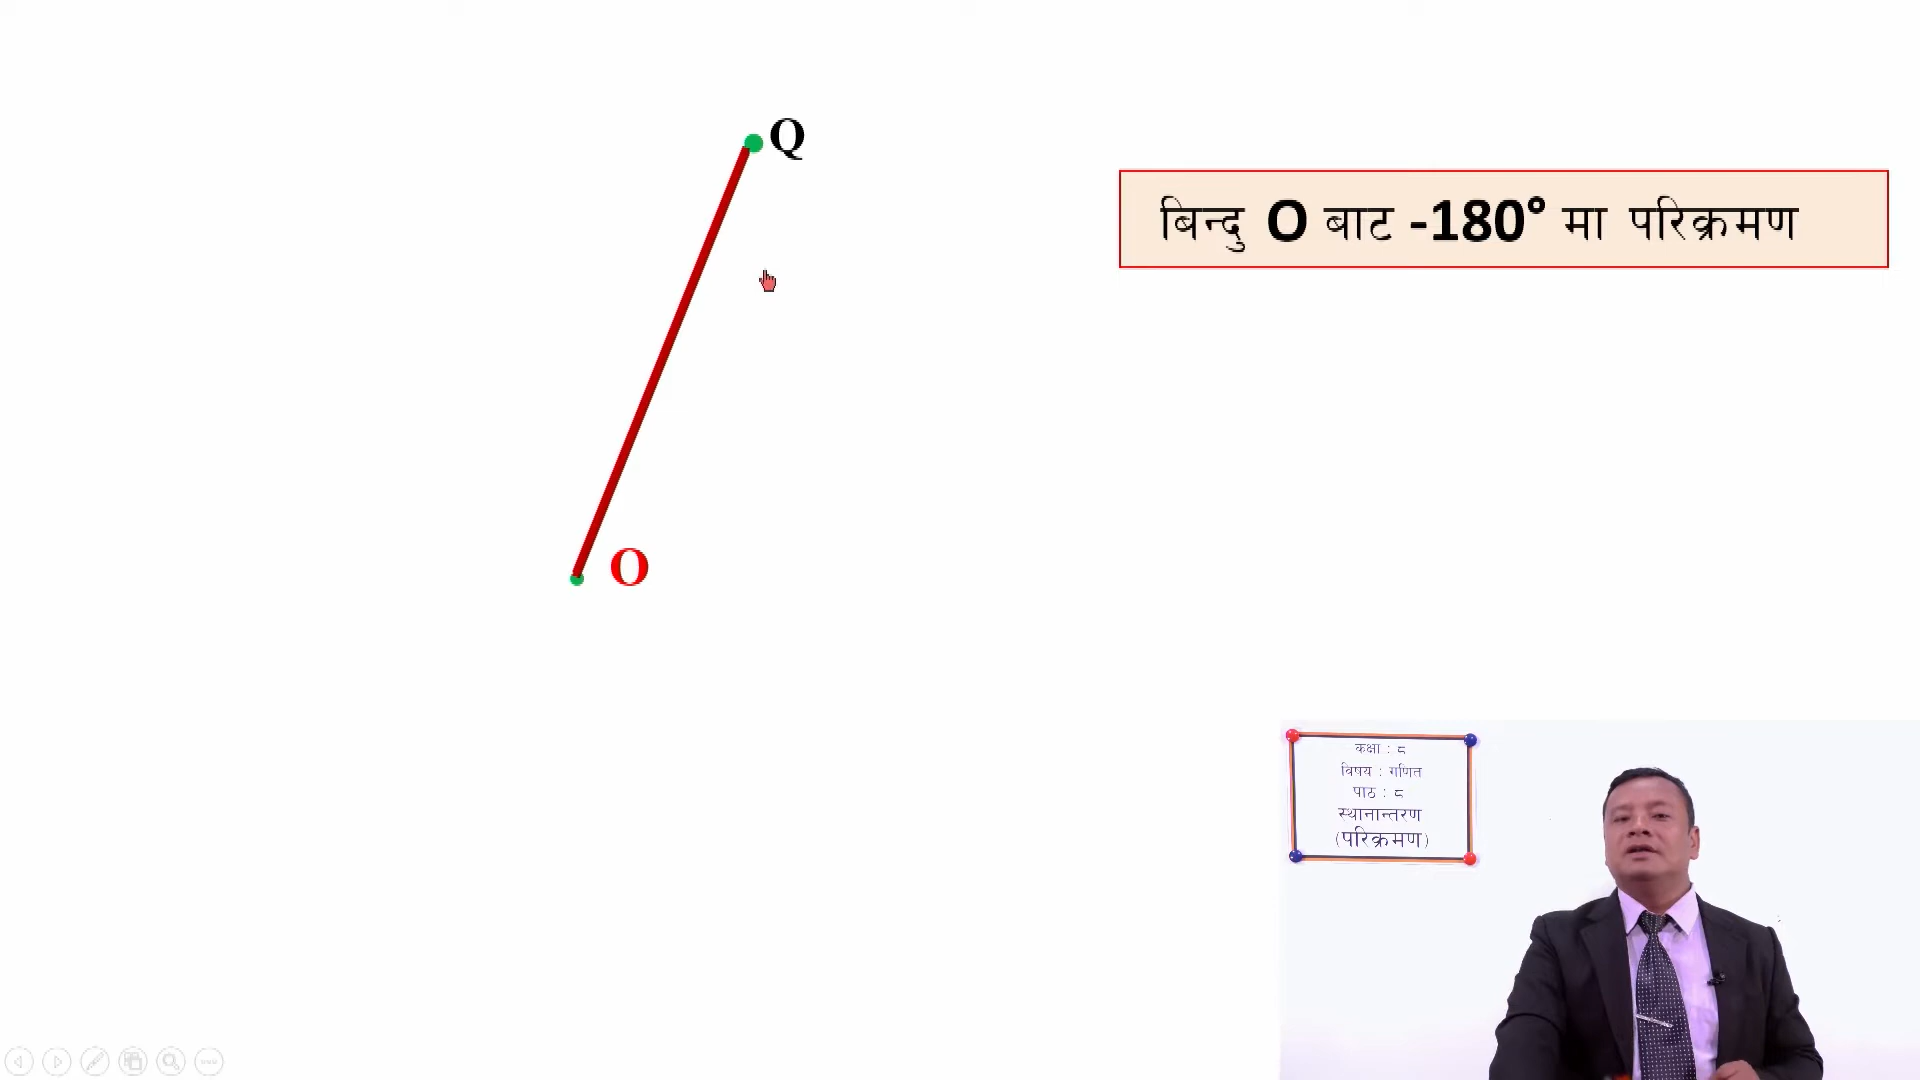 Q
बिन्दु O बाट -180° मा परिक्रमण
O
कक्षा : ८
विषय : गणित
पाठ : ८
स्थानान्तरण
(परिक्रमण)